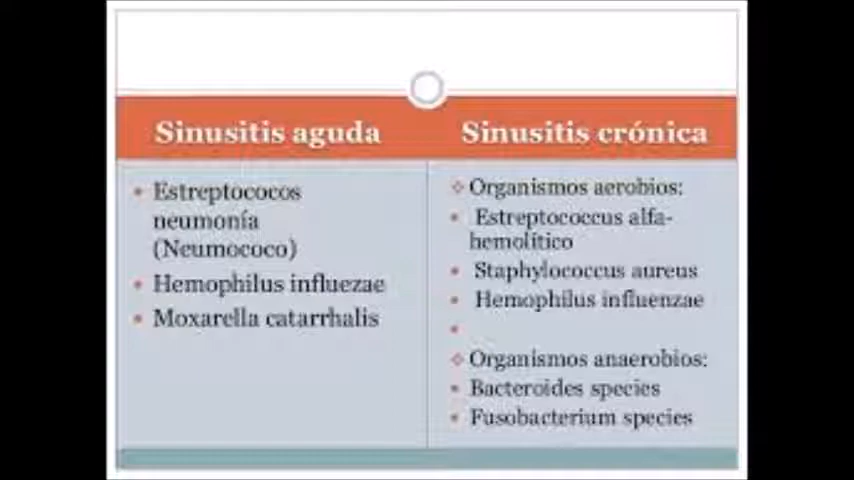 Sinusitis aguda
Sinusitis crónica
Estreptococos
neumonía
(Neumococo)
Hemophilus influezae
Moxarella catarrhalis
Organismos aerobios:
Estreptococcus alfa-
hemolítico
Staphylococcus aureus
Hemophilus influenzae
Organismos anaerobios:
Bacteroides species
Fusobacterium species